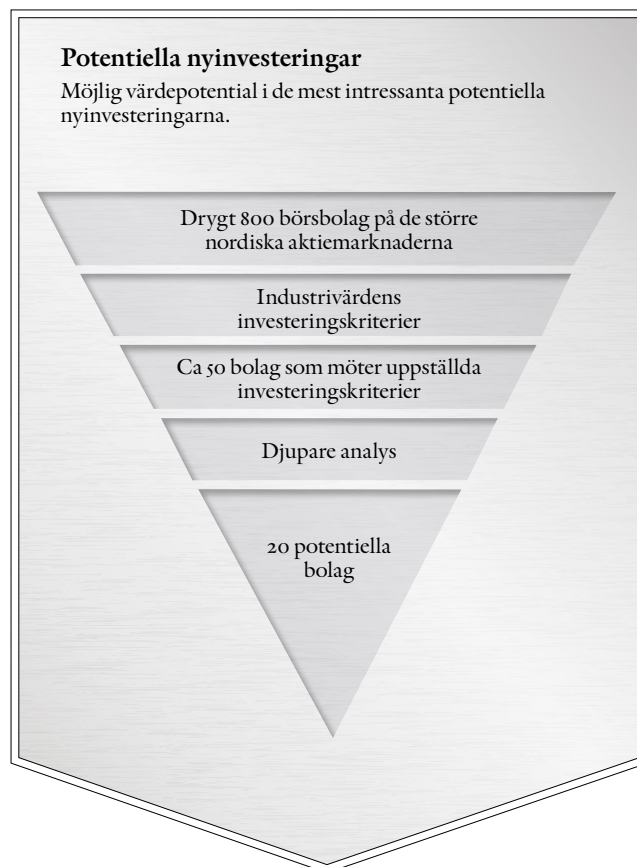 Potentiella nyinvesteringar
Möjlig värdepotential i de mest intressanta potentiella
nyinvesteringarna.
Drygt 800 börsbolag på de större
nordiska aktiemarknaderna
Industrivärdens
investeringskriterier
Ca 50 bolag som möter uppställda
investeringskriterier
Djupare analys
20 potentiella
bolag